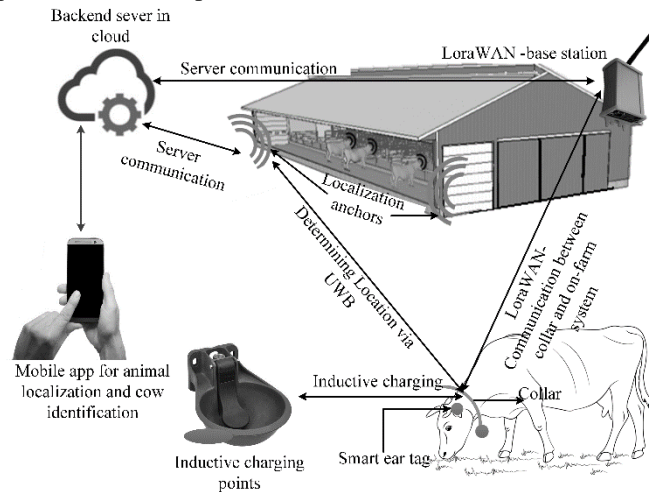 Backend sever in
cloud
Server communication
LoraWAN -base station
Server
communication
Localization
anchors
Determining Location via
UWB
LoraWAN-
Communication between
collar and on-farm
system
Mobile app for animal
localization and cow
identification
Inductive charging
Collar
Smart ear tag
Inductive charging
points